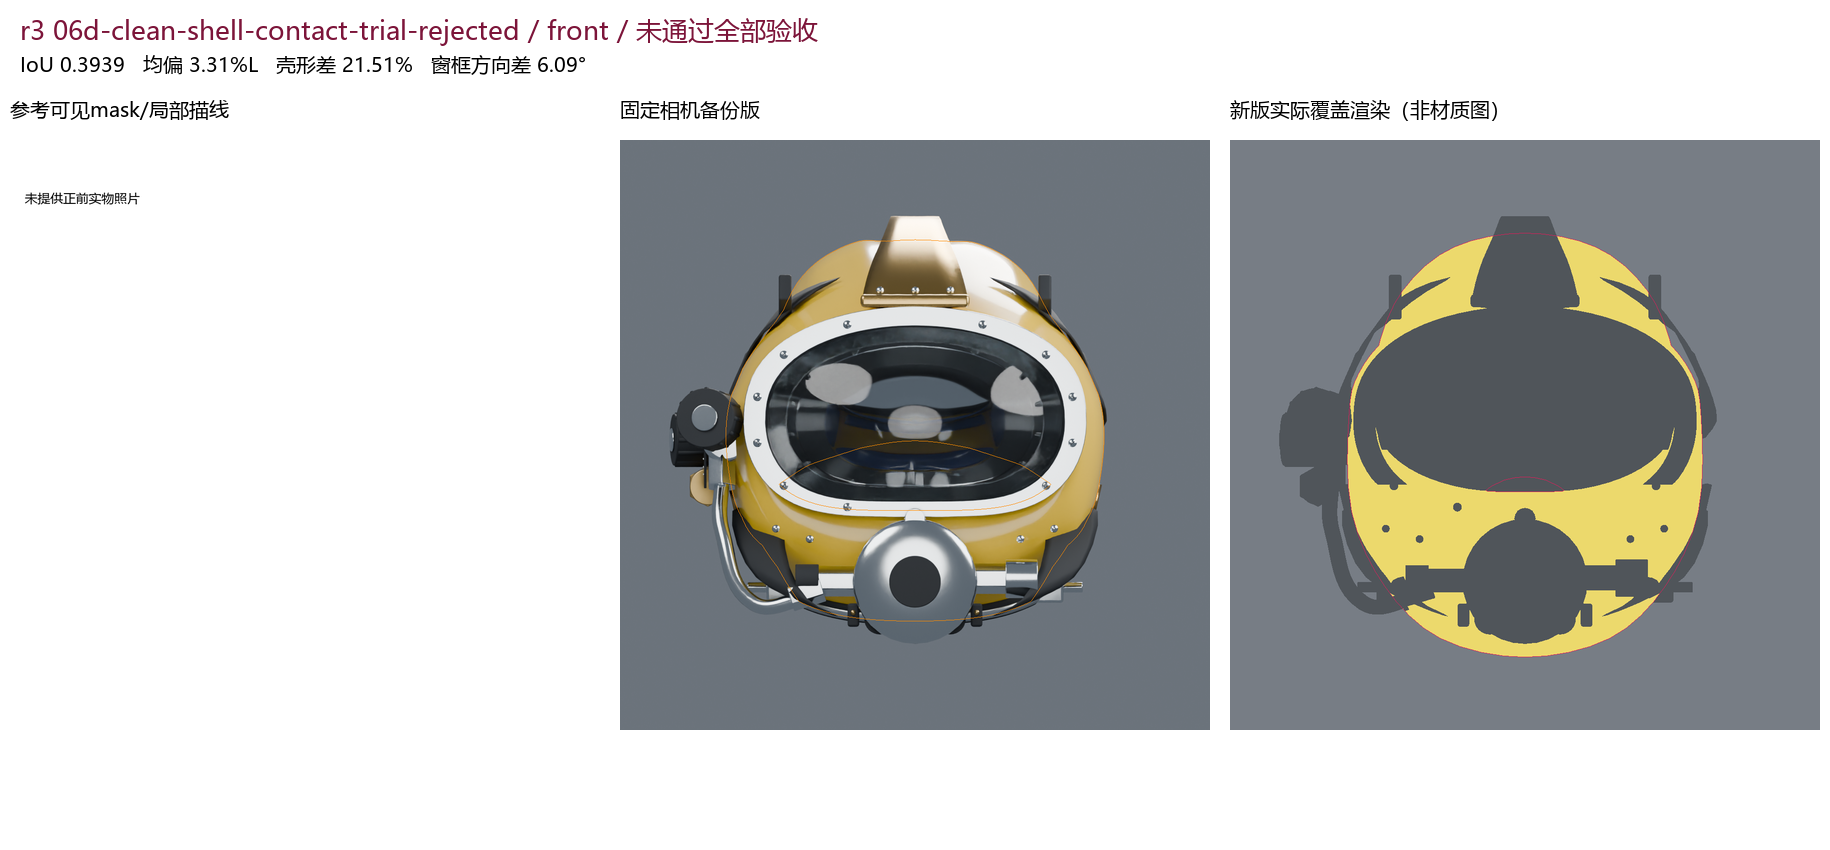 r3 06d-clean-shell-contact-trial-rejected / front / 未通过全部验收
IoU 0.3939 均偏 3.31%L 壳形差 21.51% 窗框方向差 6.09°
参考可见mask/局部描线
固定相机备份版
新版实际覆盖渲染（非材质图）
未提供正前实物照片